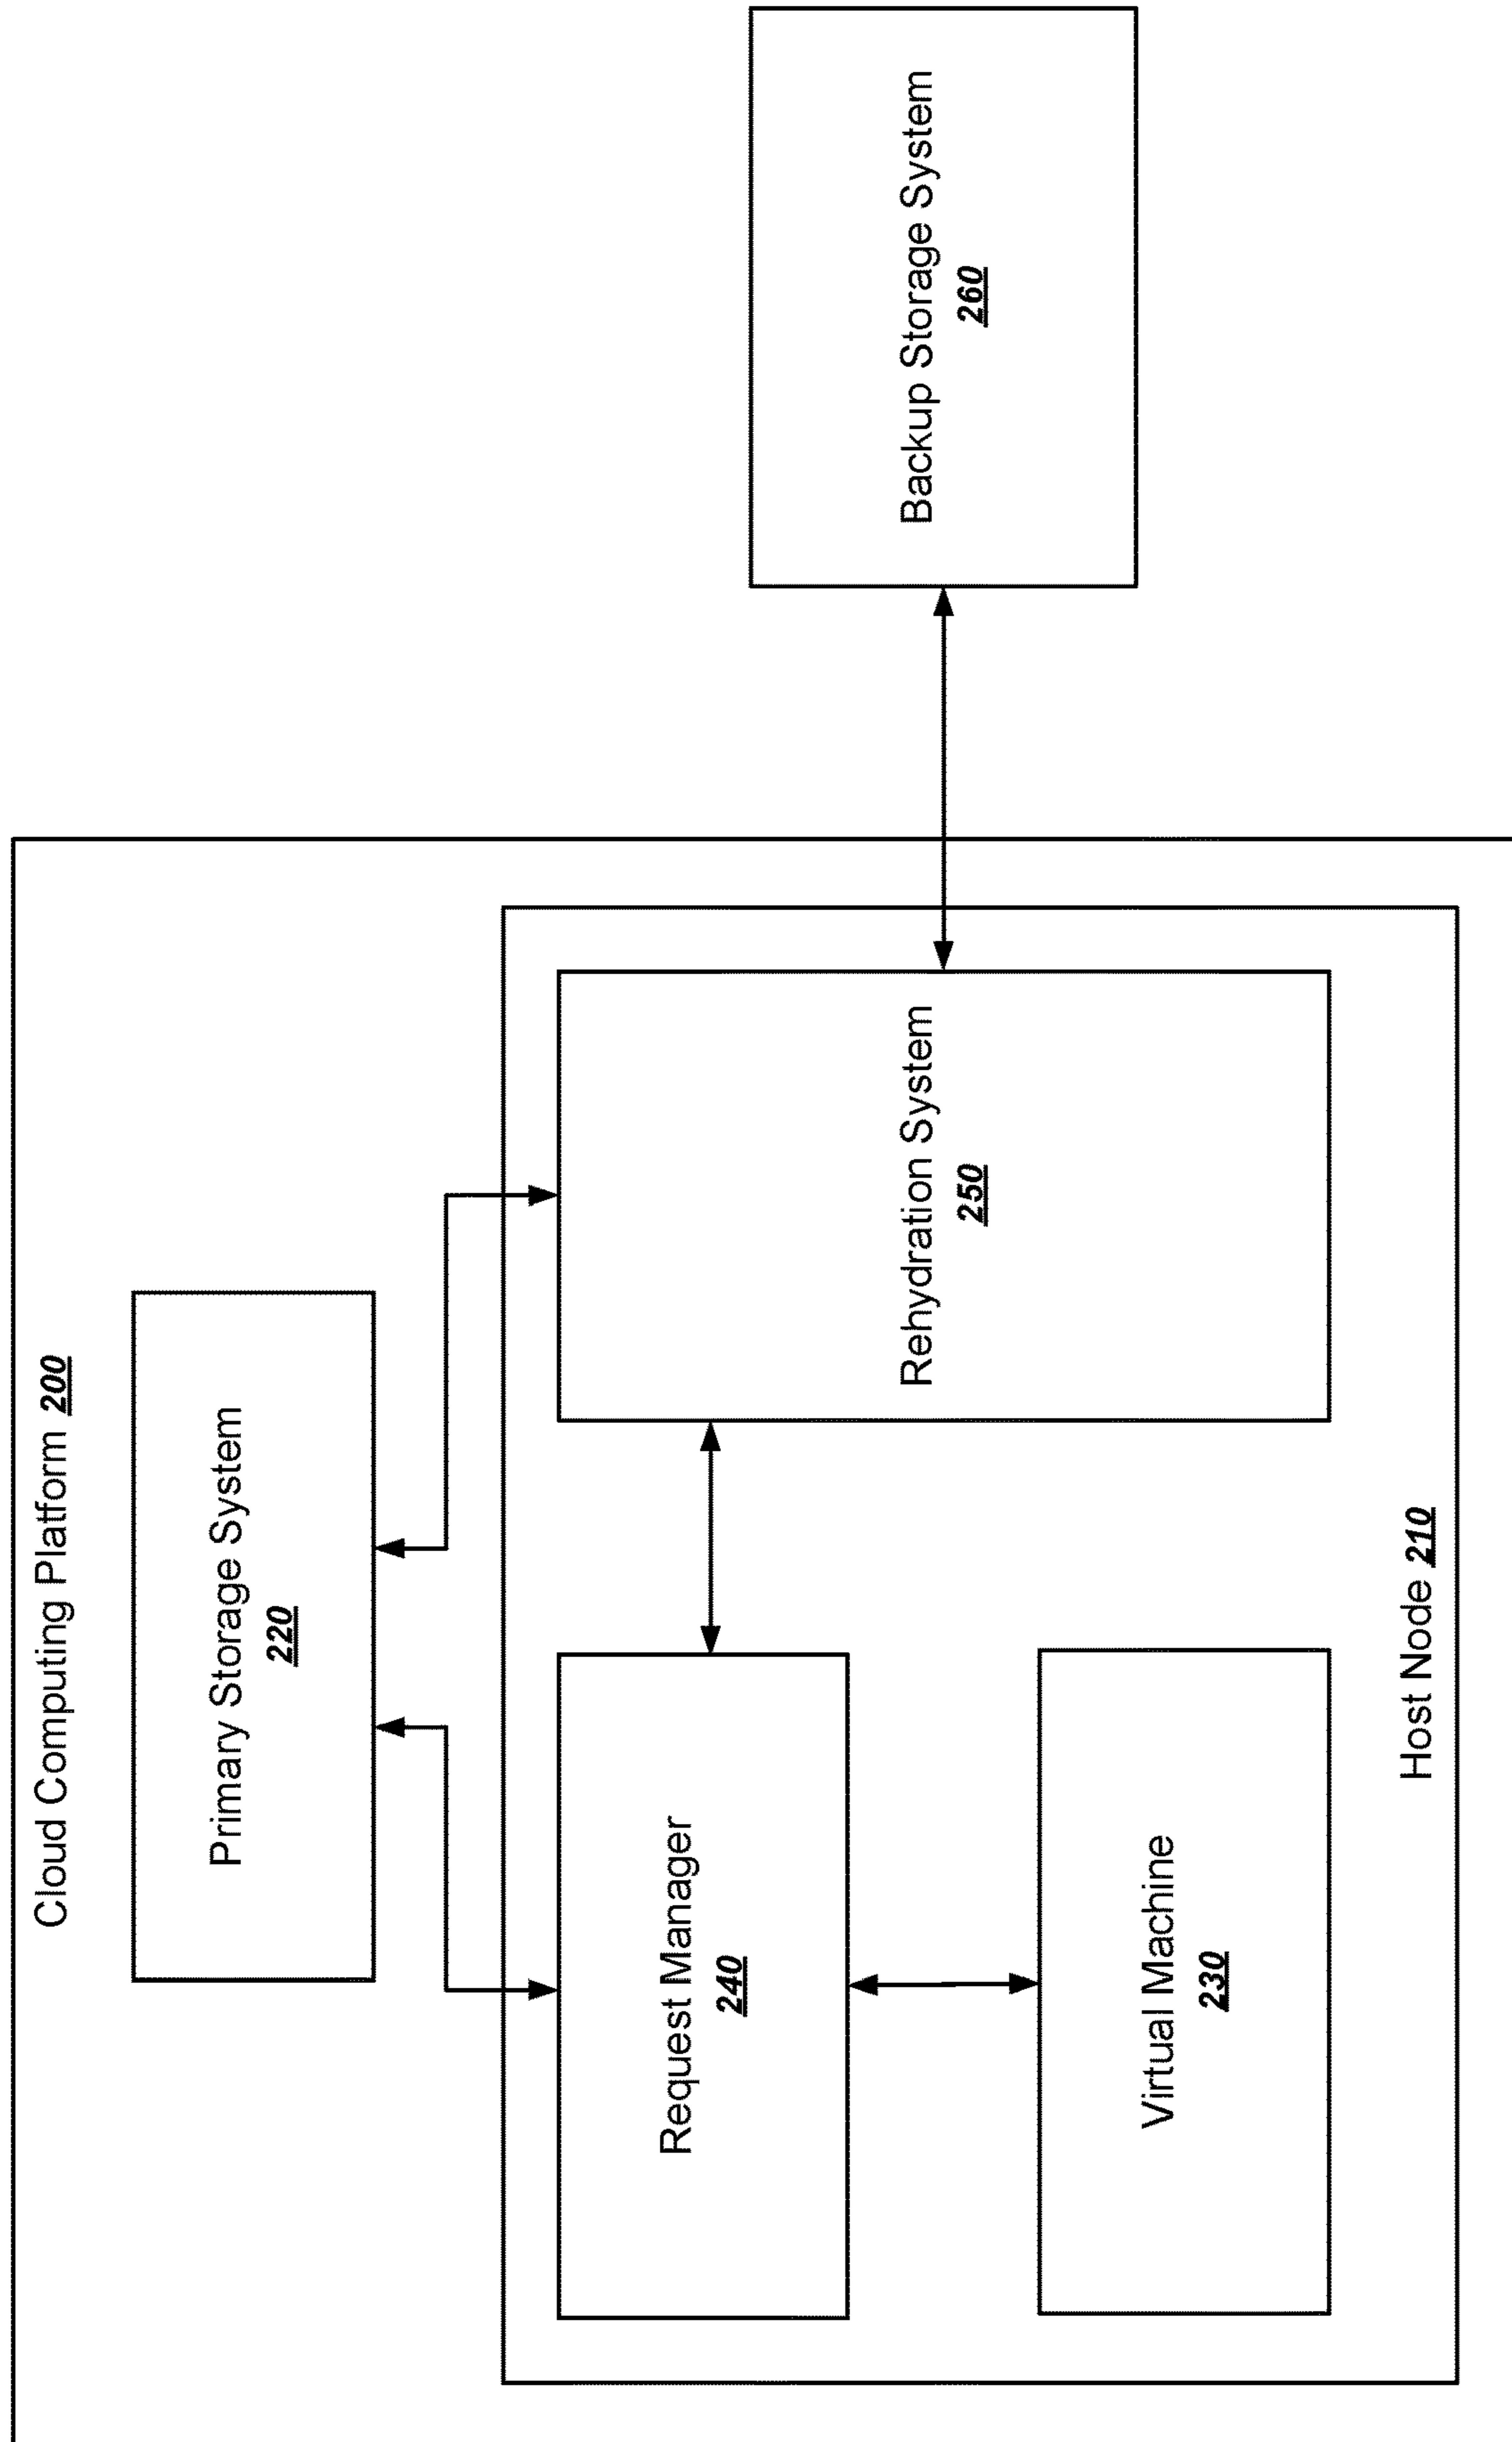 Cloud Computing Platform 200
Primary Storage System
220
Request Manager
240
Rehydration System
250
Backup Storage System
260
Virtual Machine
230
Host Node 210